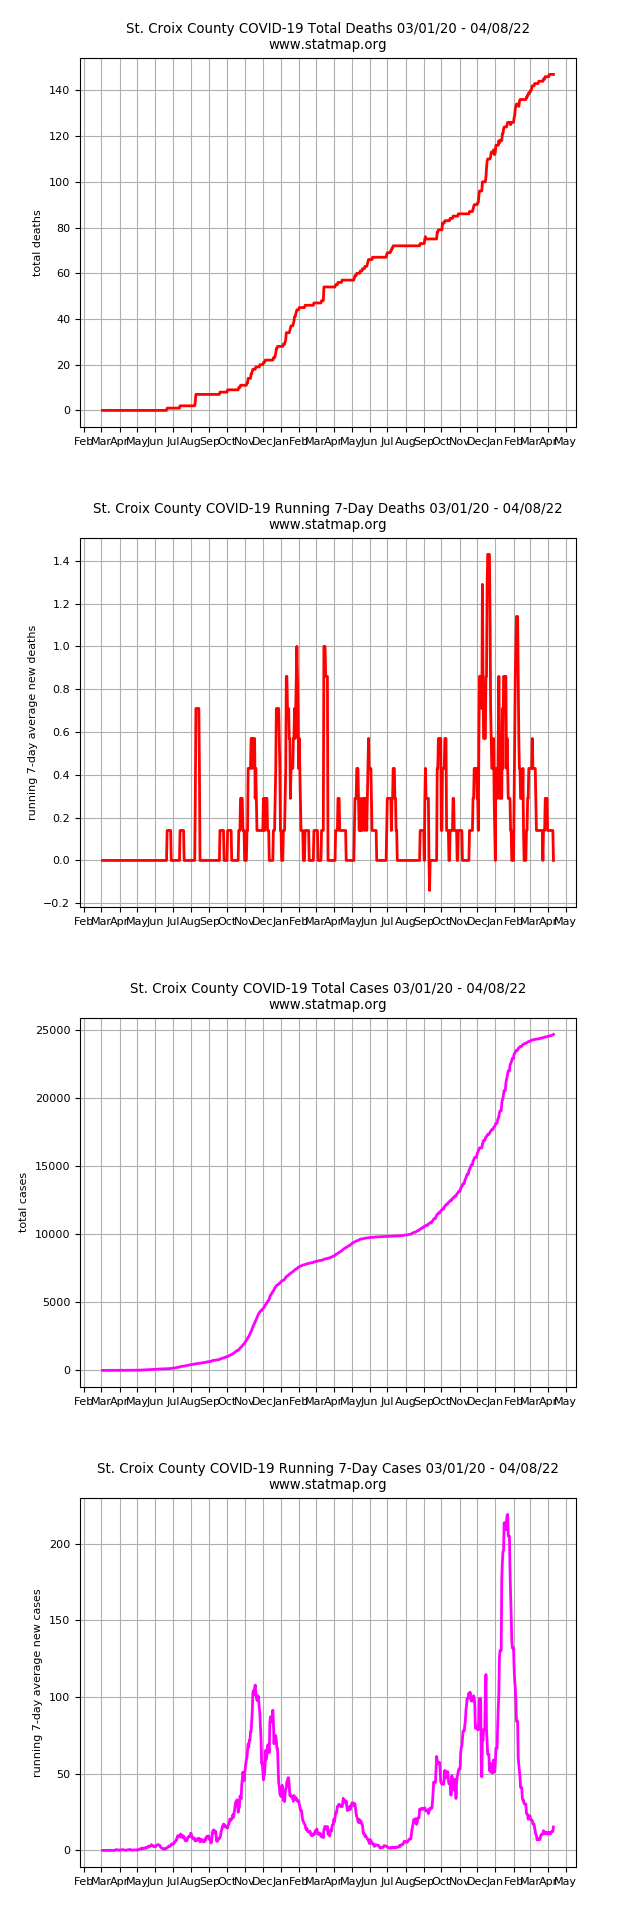 St. Croix County COVID-19 Total Deaths 03/01/20 - 04/08/22
www.statmap.org
140
120
100
80
60
40
20
0
total deaths
Feb Mar Apr May Jun Jul Aug Sep Oct Nov Dec Jan Feb Mar Apr May Jun Jul Aug Sep Oct Nov Dec Jan Feb Mar Apr May
St. Croix County COVID-19 Running 7-Day Deaths 03/01/20 - 04/08/22
www.statmap.org
1.4
1.2
1.0
0.8
0.6
0.4
0.2
0.0
−0.2
running 7-day average new deaths
Feb Mar Apr May Jun Jul Aug Sep Oct Nov Dec Jan Feb Mar Apr May Jun Jul Aug Sep Oct Nov Dec Jan Feb Mar Apr May
St. Croix County COVID-19 Total Cases 03/01/20 - 04/08/22
www.statmap.org
25000
20000
15000
10000
5000
0
total cases
Feb Mar Apr May Jun Jul Aug Sep Oct Nov Dec Jan Feb Mar Apr May Jun Jul Aug Sep Oct Nov Dec Jan Feb Mar Apr May
St. Croix County COVID-19 Running 7-Day Cases 03/01/20 - 04/08/22
www.statmap.org
200
150
100
50
0
running 7-day average new cases
Feb Mar Apr May Jun Jul Aug Sep Oct Nov Dec Jan Feb Mar Apr May Jun Jul Aug Sep Oct Nov Dec Jan Feb Mar Apr May